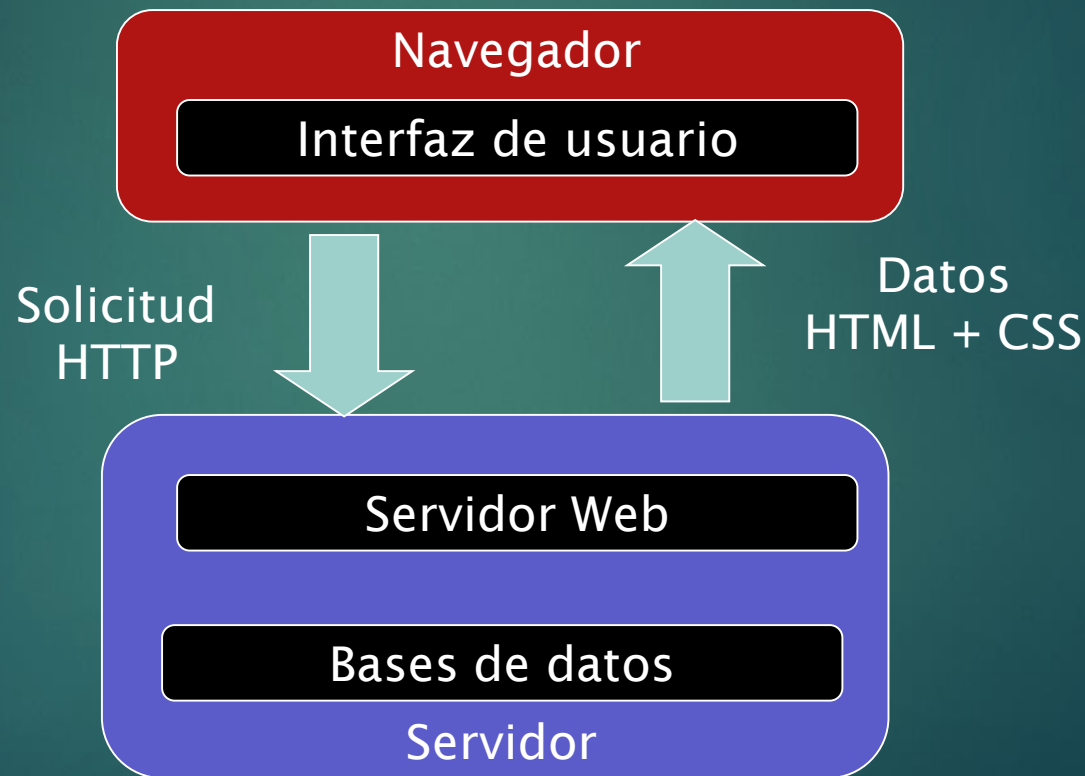 Navegador
Interfaz de usuario
Solicitud
HTTP
Datos
HTML + CSS
Servidor Web
Bases de datos
Servidor